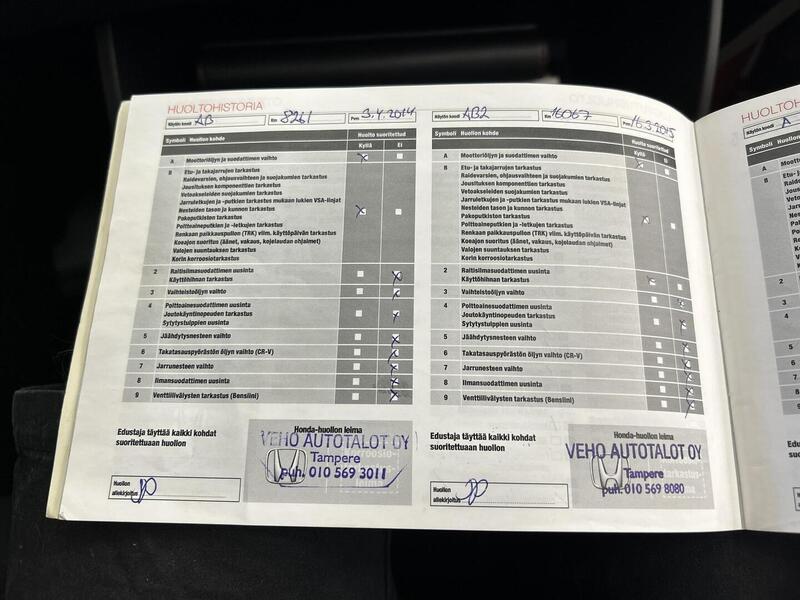 HUOLTOHISTORIA
Näytön koodi AB Km 8261 Pvm 3.4.2014
Symboli Huollon kohde Huolto suoritettud
Kyllä Ei
A Moottoriöljyn ja suodattimen vaihto
B Etu- ja takajarrujen tarkastus
Raidevarsien, ohjausvaihteen ja suojakumien tarkastus
Jousituksen komponenttien tarkastus
Vetoakseleiden suojakumien tarkastus
Jarruletkujen ja -putkien tarkastus mukaan lukien VSA-linjat
Nesteiden tason ja kunnon tarkastus
Pakoputkiston tarkastus
Polttoaineputkien ja -letkujen tarkastus
Renkaan paikkauspullon (TRK) viim. käyttöpäivän tarkastus
Koeajon suoritus (äänet, vakaus, kojelaudan ohjaimet)
Valojen suuntauksen tarkastus
Korin korroosiotarkastus
2 Raitisilmasuodattimen uusinta
Käyttöhihnan tarkastus
3 Vaihteistoöljyn vaihto
4 Polttoainesuodattimen uusinta
Joutokäyntinopeuden tarkastus
Sytytystulppien uusinta
5 Jäähdytysnesteen vaihto
6 Takatasauspyörästön öljyn vaihto (CR-V)
7 Jarrunesteen vaihto
8 Ilmansuodattimen uusinta
9 Venttiilivälysten tarkastus (Bensiini)
Edustaja täyttää kaikki kohdat
suoritettuaan huollon
Honda-huollon leima
VEHO AUTOTALOT OY
Tampere
puh. 010 569 3011
Huollon
allekirjoitus
Näytön koodi AB2 Km 16067 Pvm 16.3.2015
Symboli Huollon kohde Huolto suoritettud
Kyllä Ei
A Moottoriöljyn ja suodattimen vaihto
B Etu- ja takajarrujen tarkastus
Raidevarsien, ohjausvaihteen ja suojakumien tarkastus
Jousituksen komponenttien tarkastus
Vetoakseleiden suojakumien tarkastus
Jarruletkujen ja -putkien tarkastus mukaan lukien VSA-linjat
Nesteiden tason ja kunnon tarkastus
Pakoputkiston tarkastus
Polttoaineputkien ja -letkujen tarkastus
Renkaan paikkauspullon (TRK) viim. käyttöpäivän tarkastus
Koeajon suoritus (äänet, vakaus, kojelaudan ohjaimet)
Valojen suuntauksen tarkastus
Korin korroosiotarkastus
2 Raitisilmasuodattimen uusinta
Käyttöhihnan tarkastus
3 Vaihteistoöljyn vaihto
4 Polttoainesuodattimen uusinta
Joutokäyntinopeuden tarkastus
Sytytystulppien uusinta
5 Jäähdytysnesteen vaihto
6 Takatasauspyörästön öljyn vaihto (CR-V)
7 Jarrunesteen vaihto
8 Ilmansuodattimen uusinta
9 Venttiilivälysten tarkastus (Bensiini)
Edustaja täyttää kaikki kohdat
suoritettuaan huollon
Honda-huollon leima
VEHO AUTOTALOT OY
Tampere
puh. 010 569 8080
Huollon
allekirjoitus
HUOLTOH
Näytön koodi A
Symboli Huollon
A Moottor
B Etu- ja